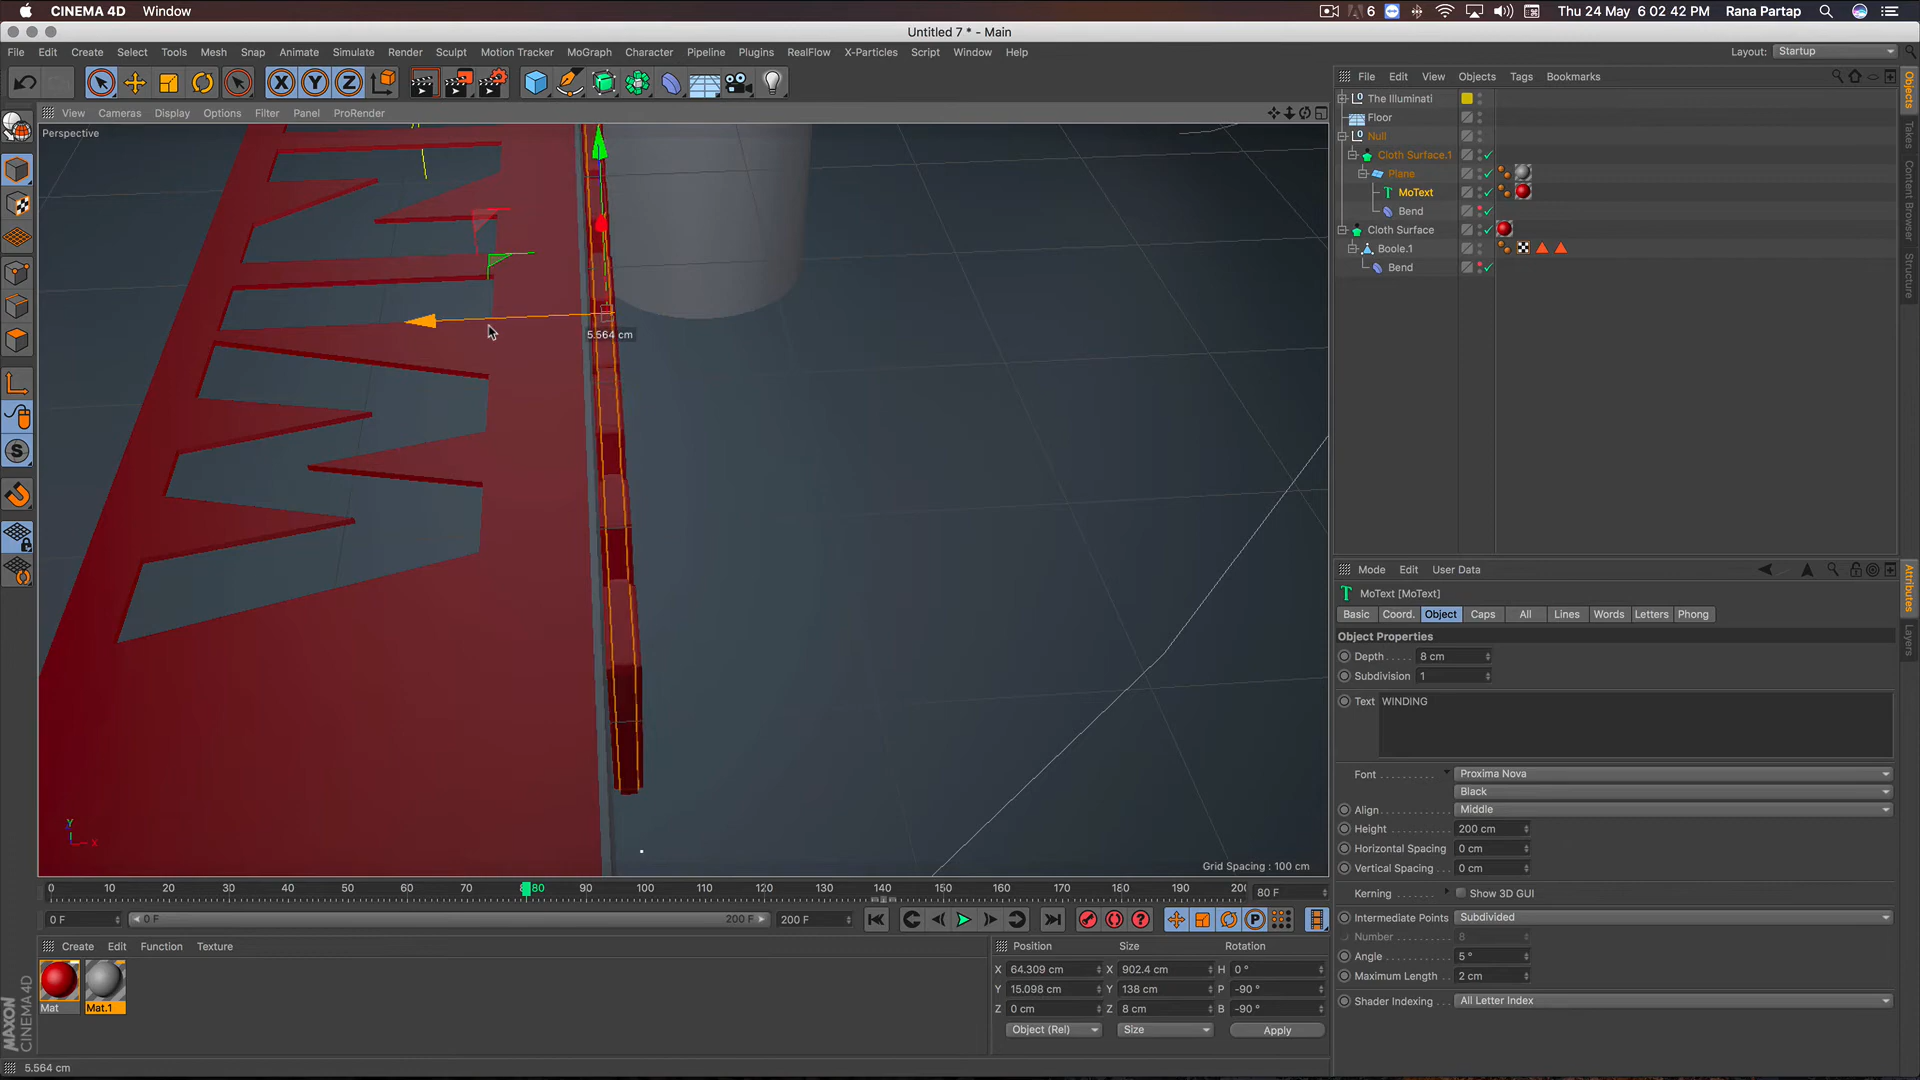 CINEMA 4D Window
6 Thu 24 May 6 02 42 PM Rana Partap
Untitled 7 * - Main
File Edit Create Select Tools Mesh Snap Animate Simulate Render Sculpt Motion Tracker MoGraph Character Pipeline Plugins RealFlow X-Particles Script Window Help
Layout: Startup
X Y Z
View Cameras Display Options Filter Panel ProRender
File Edit View Objects Tags Bookmarks
Perspective
The Illuminati
Floor
Null
Cloth Surface.1
Plane
MoText
Bend
Cloth Surface
Boole.1
Bend
Objects
Takes
Content Browser
Structure
5.564 cm
S
Y
X
Grid Spacing : 100 cm
Mode Edit User Data
MoText [MoText]
Basic Coord. Object Caps All Lines Words Letters Phong
Object Properties
Depth 8 cm
Subdivision 1
Text WINDING
Font Proxima Nova
Black
Align Middle
Height 200 cm
Horizontal Spacing 0 cm
Vertical Spacing 0 cm
Kerning Show 3D GUI
Intermediate Points Subdivided
Number 8
Angle 5 °
Maximum Length 2 cm
Shader Indexing All Letter Index
Attributes
Layers
0 10 20 30 40 50 60 70 80 90 100 110 120 130 140 150 160 170 180 190 200 80 F
0 F 0 F 200 F 200 F
Create Edit Function Texture
Mat Mat.1
Position Size Rotation
X 64.309 cm X 902.4 cm H 0 °
Y 15.098 cm Y 138 cm P -90 °
Z 0 cm Z 8 cm B -90 °
Object (Rel) Size Apply
MAXON
CINEMA 4D
5.564 cm